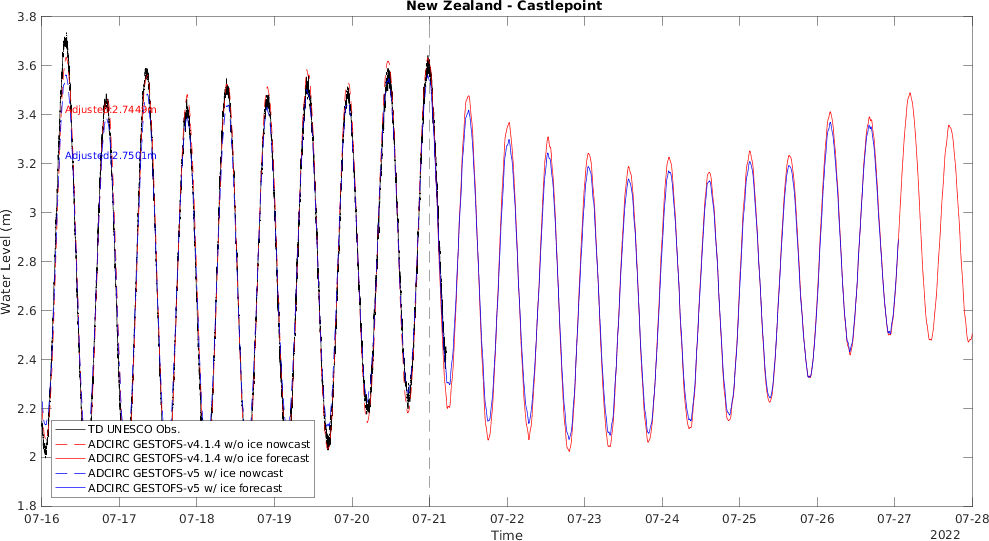 New Zealand - Castlepoint
3.8
3.6
3.4
3.2
3
2.8
2.6
2.4
2.2
2
1.8
Water Level (m)
Adjusted:2.7449m
Adjusted:2.7501m
TD UNESCO Obs.
ADCIRC GESTOFS-v4.1.4 w/o ice nowcast
ADCIRC GESTOFS-v4.1.4 w/o ice forecast
ADCIRC GESTOFS-v5 w/ ice nowcast
ADCIRC GESTOFS-v5 w/ ice forecast
07-16 07-17 07-18 07-19 07-20 07-21 07-22 07-23 07-24 07-25 07-26 07-27 07-28
Time
2022